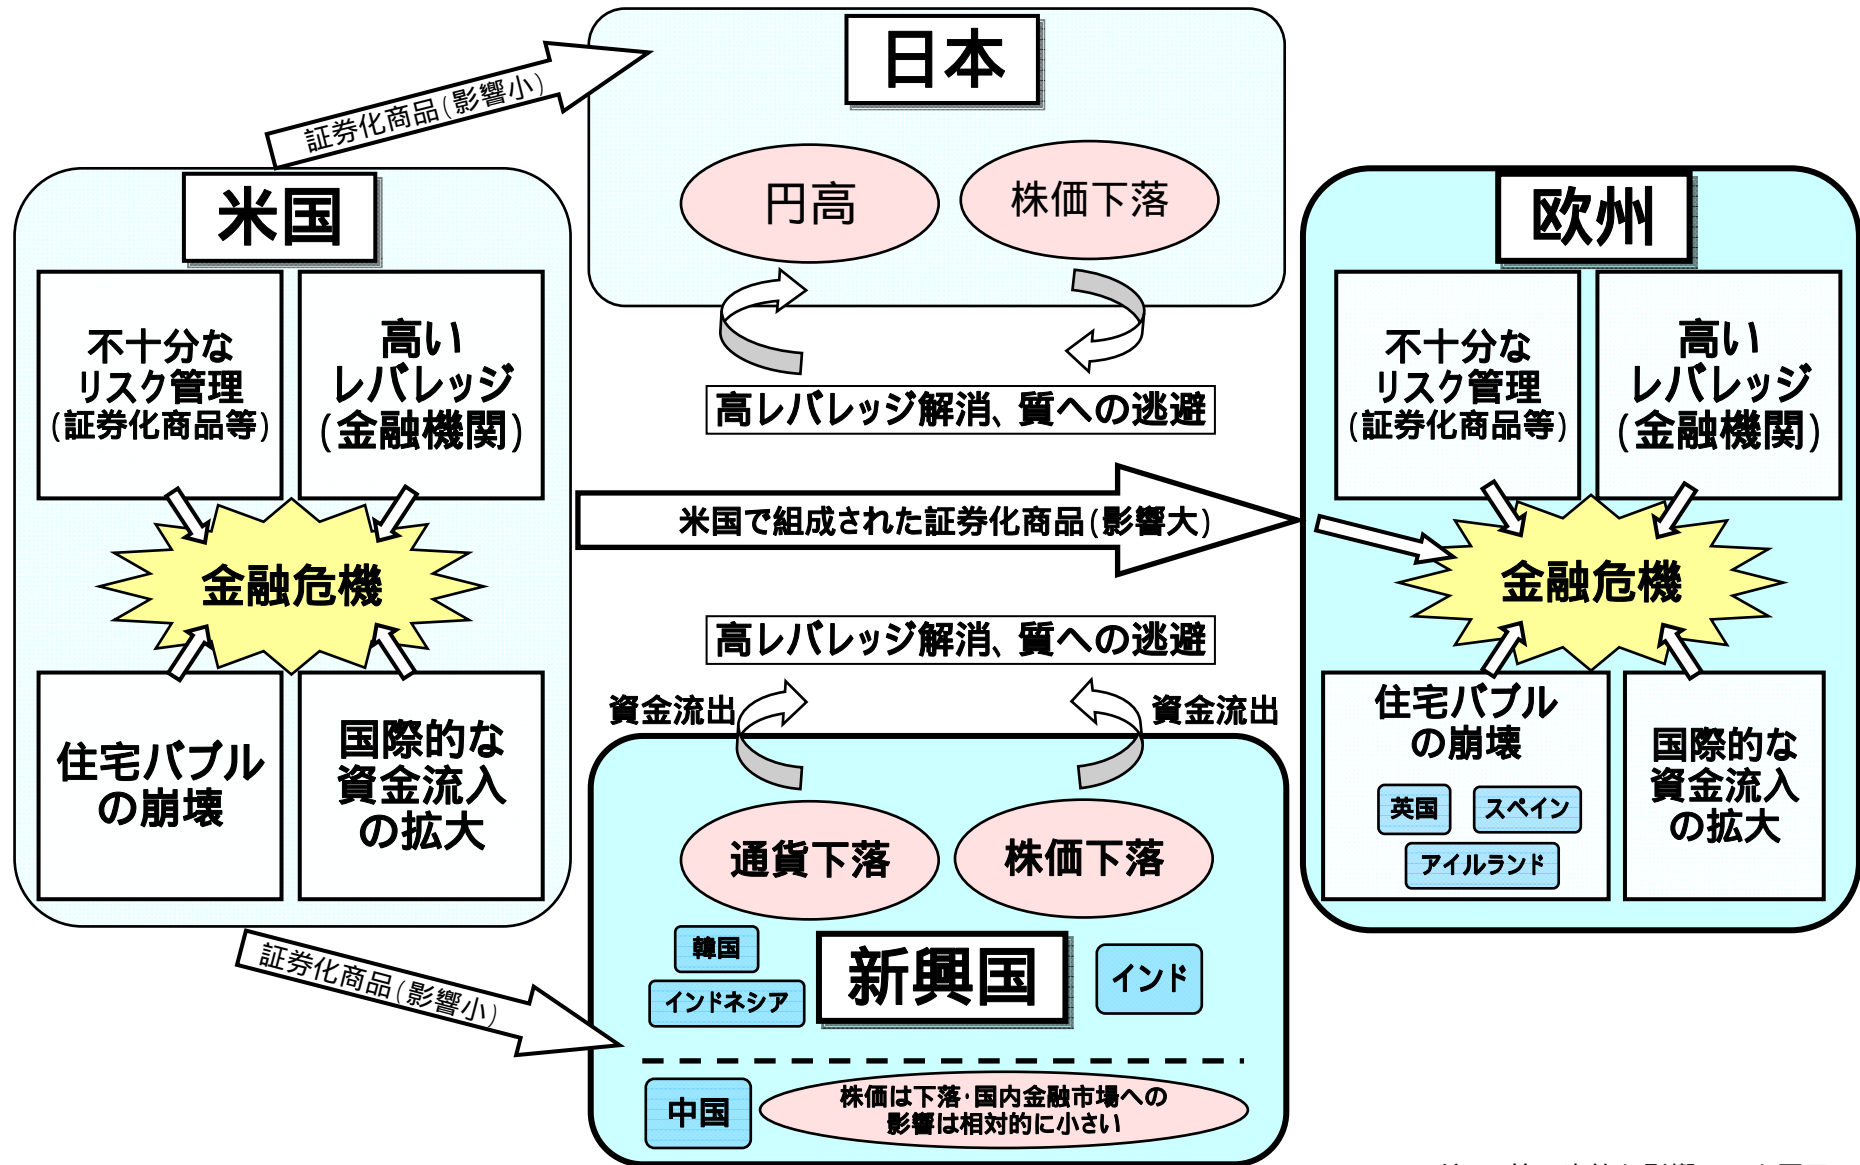 日本
証券化商品(影響小)
円高
株価下落
米国
不十分な
リスク管理
(証券化商品等)
高い
レバレッジ
(金融機関)
金融危機
住宅バブル
の崩壊
国際的な
資金流入
の拡大
高レバレッジ解消、質への逃避
米国で組成された証券化商品(影響大)
高レバレッジ解消、質への逃避
資金流出
資金流出
欧州
不十分な
リスク管理
(証券化商品等)
高い
レバレッジ
(金融機関)
金融危機
住宅バブル
の崩壊
英国
スペイン
アイルランド
国際的な
資金流入
の拡大
証券化商品(影響小)
通貨下落
株価下落
韓国
インドネシア
新興国
インド
中国
株価は下落・国内金融市場への
影響は相対的に小さい